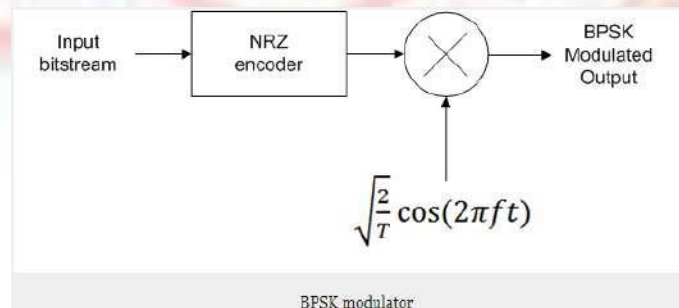 Input
bitstream
NRZ
encoder
BPSK
Modulated
Output
√(2/T) cos(2πft)
BPSK modulator